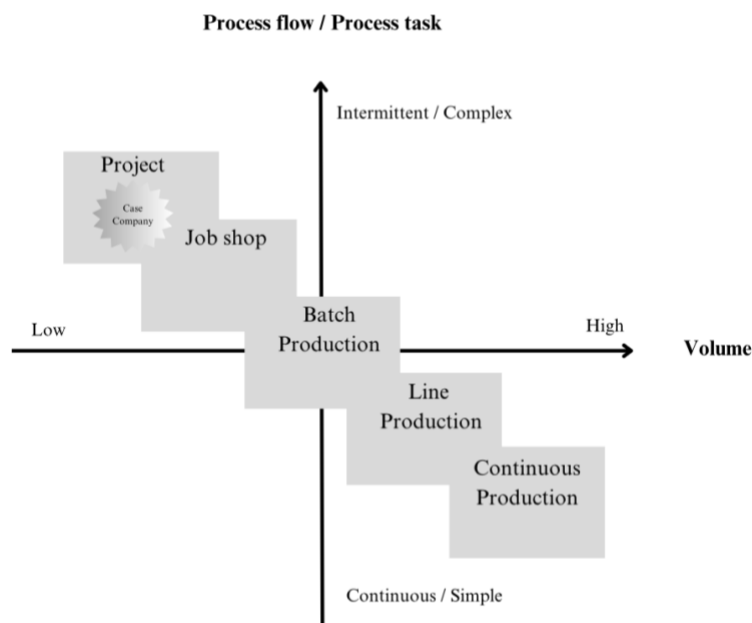 Process flow / Process task
Intermittent / Complex
Project
Case
Company
Job shop
Batch
Production
Low
High
Volume
Line
Production
Continuous
Production
Continuous / Simple